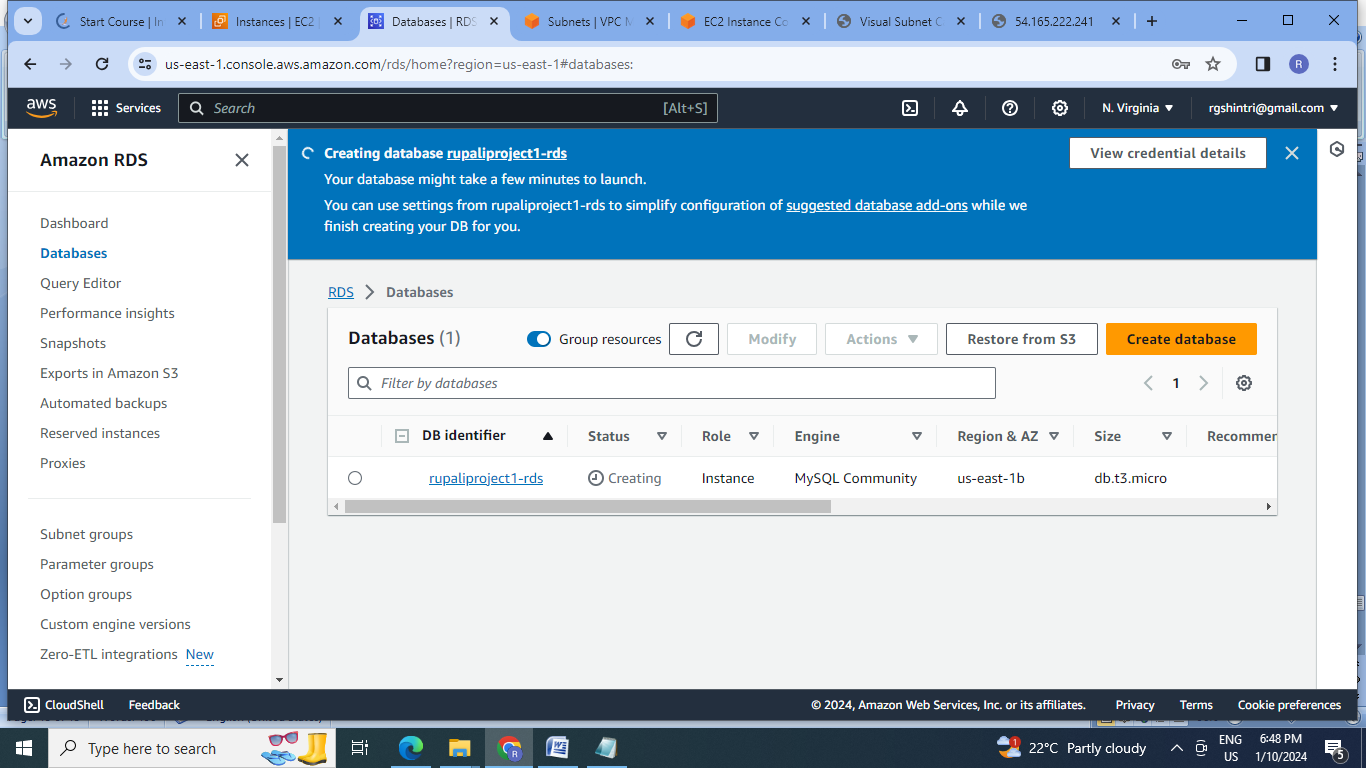 Start Course | In
Instances | EC2 |
Databases | RDS
Subnets | VPC M
EC2 Instance Co
Visual Subnet C
54.165.222.241
us-east-1.console.aws.amazon.com/rds/home?region=us-east-1#databases:
R
aws
Services
Search
[Alt+S]
N. Virginia
rgshintri@gmail.com
Amazon RDS
Dashboard
Databases
Query Editor
Performance insights
Snapshots
Exports in Amazon S3
Automated backups
Reserved instances
Proxies
Subnet groups
Parameter groups
Option groups
Custom engine versions
Zero-ETL integrations New
Creating database rupaliproject1-rds
View credential details
Your database might take a few minutes to launch.
You can use settings from rupaliproject1-rds to simplify configuration of suggested database add-ons while we
finish creating your DB for you.
RDS > Databases
Databases (1)
Group resources
Modify
Actions
Restore from S3
Create database
Filter by databases
1
DB identifier Status Role Engine Region & AZ Size Recommer
rupaliproject1-rds Creating Instance MySQL Community us-east-1b db.t3.micro
CloudShell
Feedback
© 2024, Amazon Web Services, Inc. or its affiliates.
Privacy
Terms
Cookie preferences
Type here to search
R
1
22°C Partly cloudy
ENG
US
6:48 PM
1/10/2024
5